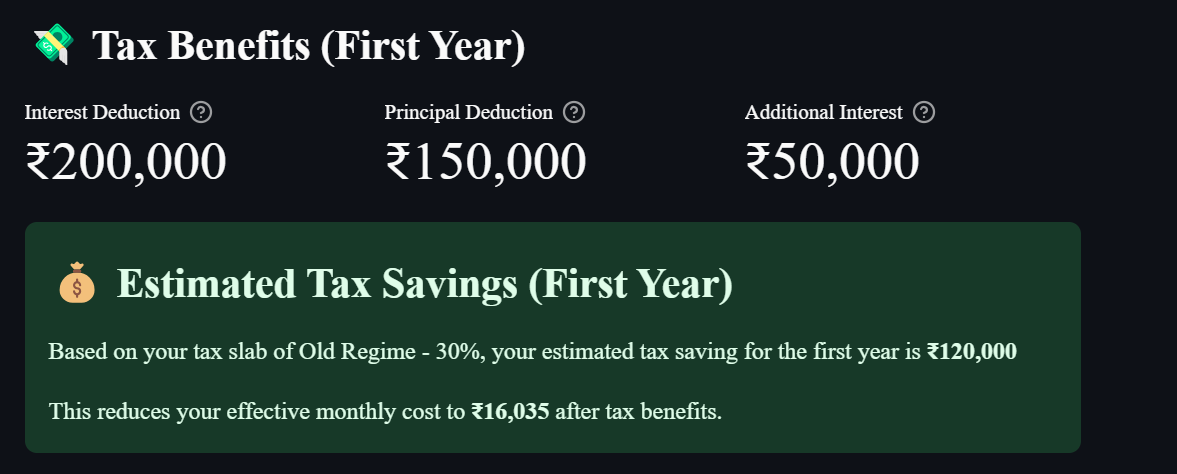 Tax Benefits (First Year)
Interest Deduction ?
Principal Deduction ?
Additional Interest ?
₹200,000
₹150,000
₹50,000
Estimated Tax Savings (First Year)
Based on your tax slab of Old Regime - 30%, your estimated tax saving for the first year is ₹120,000
This reduces your effective monthly cost to ₹16,035 after tax benefits.